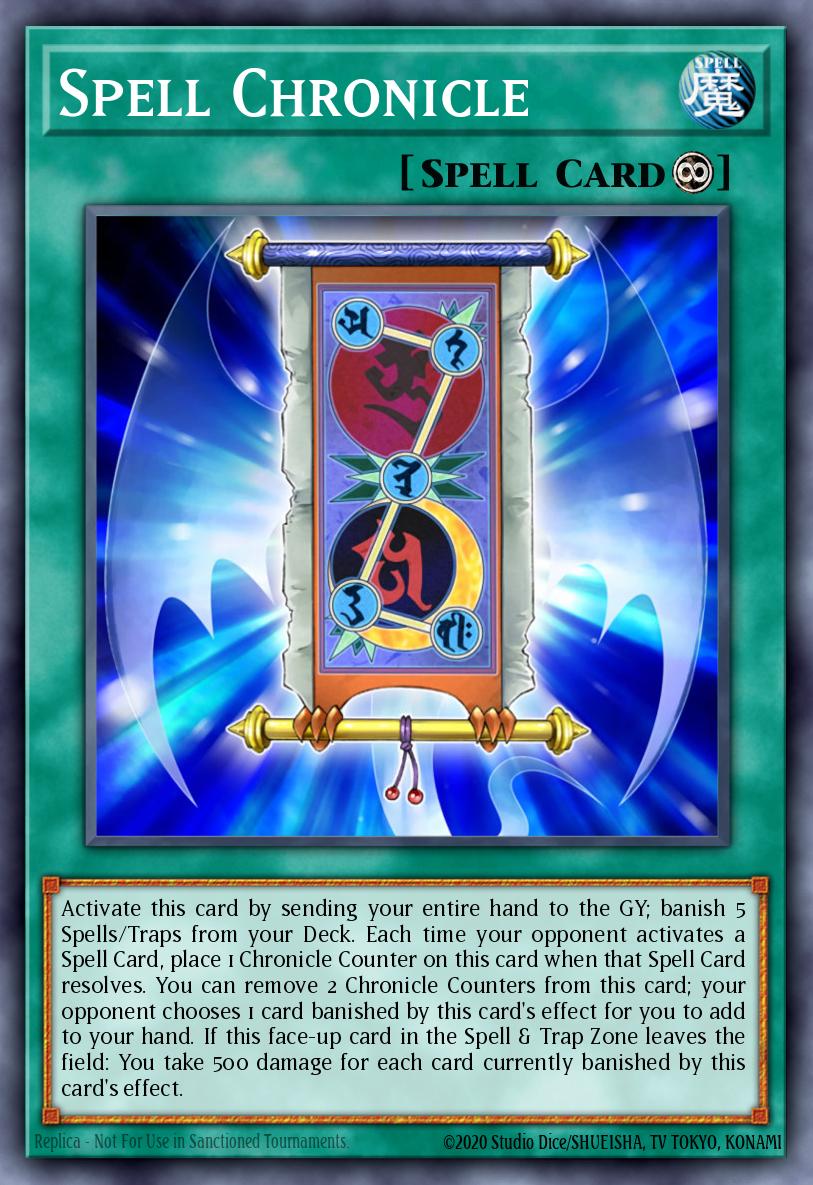 Spell Chronicle
SPELL
魔
[Spell Card]
Activate this card by sending your entire hand to the GY; banish 5
Spells/Traps from your Deck. Each time your opponent activates a
Spell Card, place 1 Chronicle Counter on this card when that Spell Card
resolves. You can remove 2 Chronicle Counters from this card; your
opponent chooses 1 card banished by this card's effect for you to add
to your hand. If this face-up card in the Spell & Trap Zone leaves the
field: You take 500 damage for each card currently banished by this
card's effect.
Replica - Not For Use in Sanctioned Tournaments.
©2020 Studio Dice/SHUEISHA, TV TOKYO, KONAMI